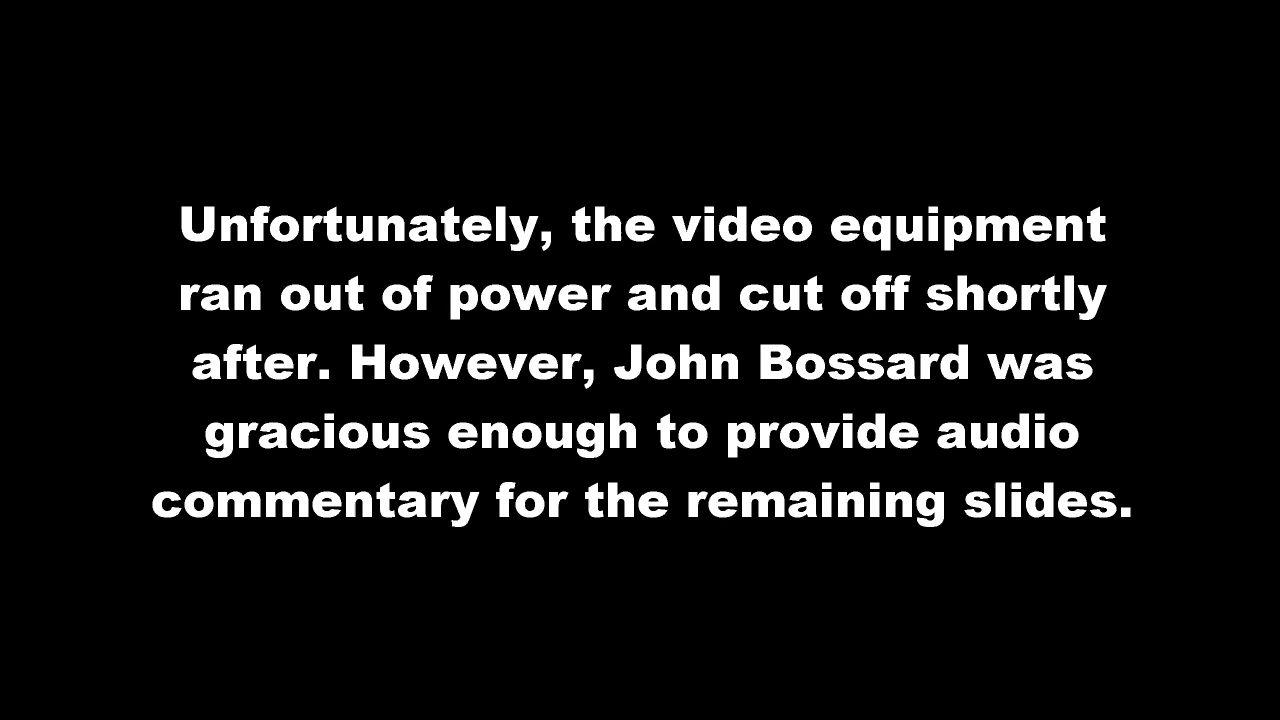 Unfortunately, the video equipment
ran out of power and cut off shortly
after. However, John Bossard was
gracious enough to provide audio
commentary for the remaining slides.